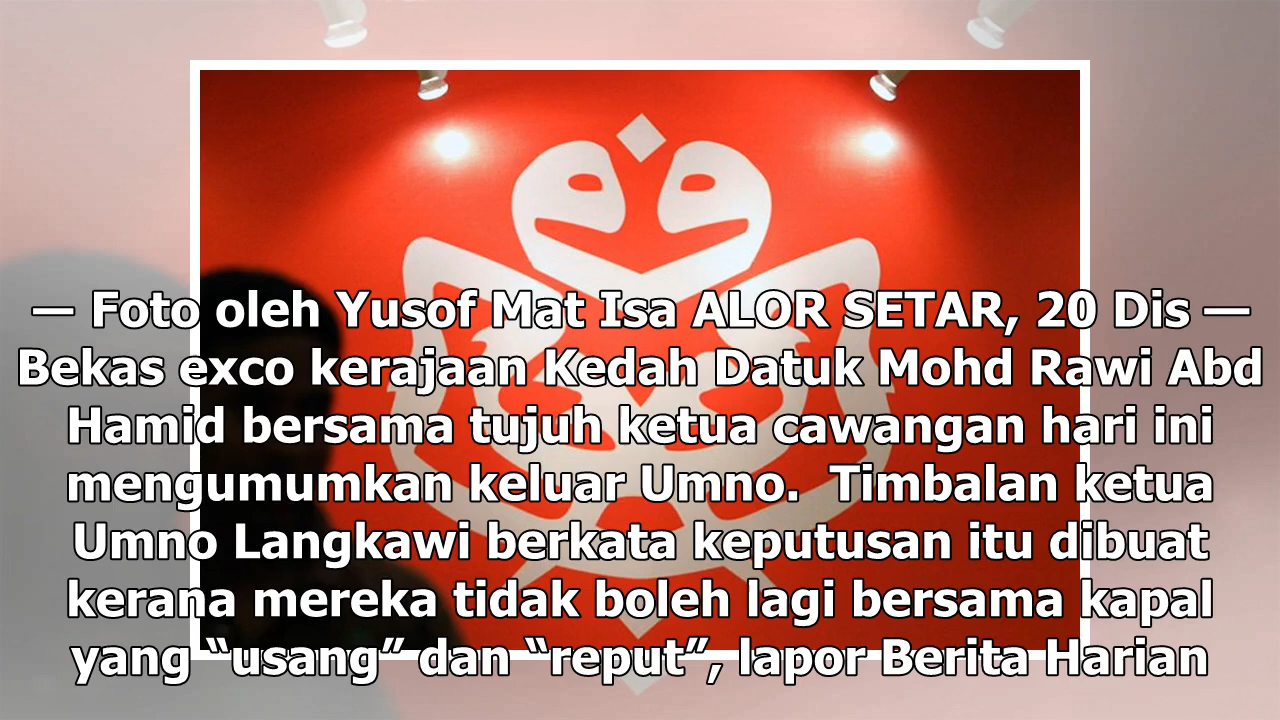 — Foto oleh Yusof Mat Isa ALOR SETAR, 20 Dis —
Bekas exco kerajaan Kedah Datuk Mohd Rawi Abd
Hamid bersama tujuh ketua cawangan hari ini
mengumumkan keluar Umno.  Timbalan ketua
Umno Langkawi berkata keputusan itu dibuat
kerana mereka tidak boleh lagi bersama kapal
yang “usang” dan “reput”, lapor Berita Harian